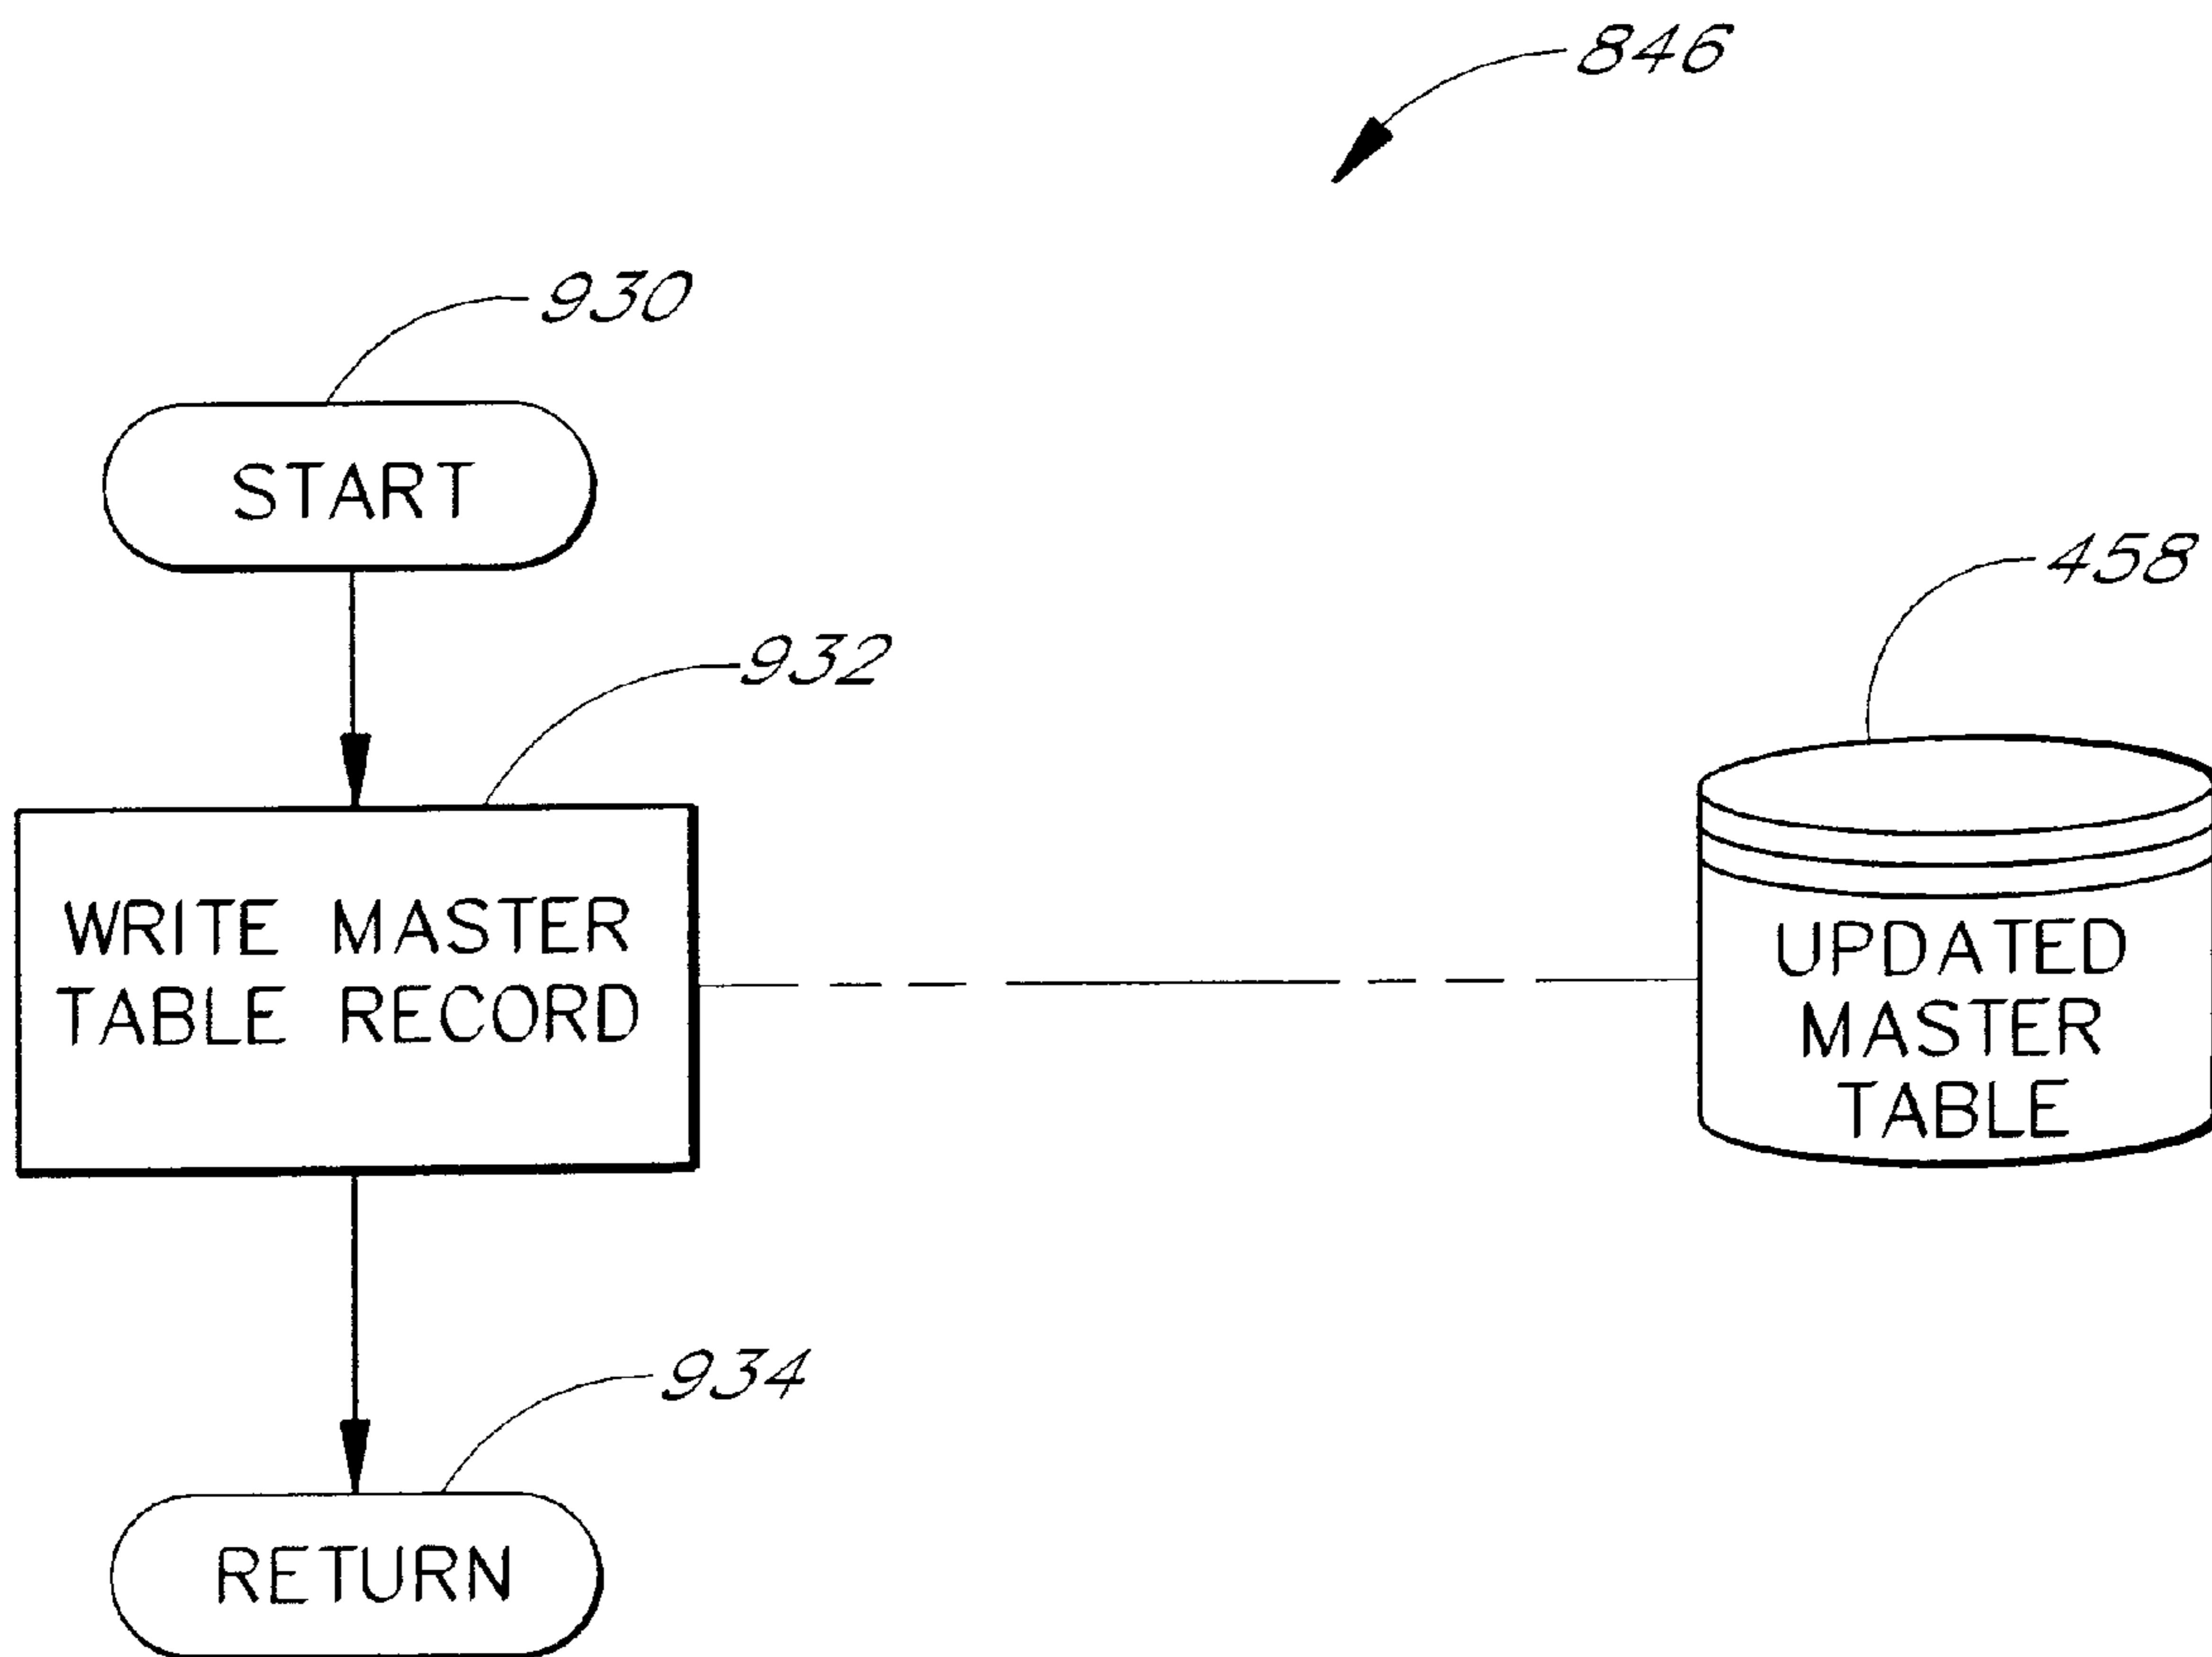 846
930
START
458
932
WRITE MASTER
TABLE RECORD
UPDATED
MASTER
TABLE
934
RETURN